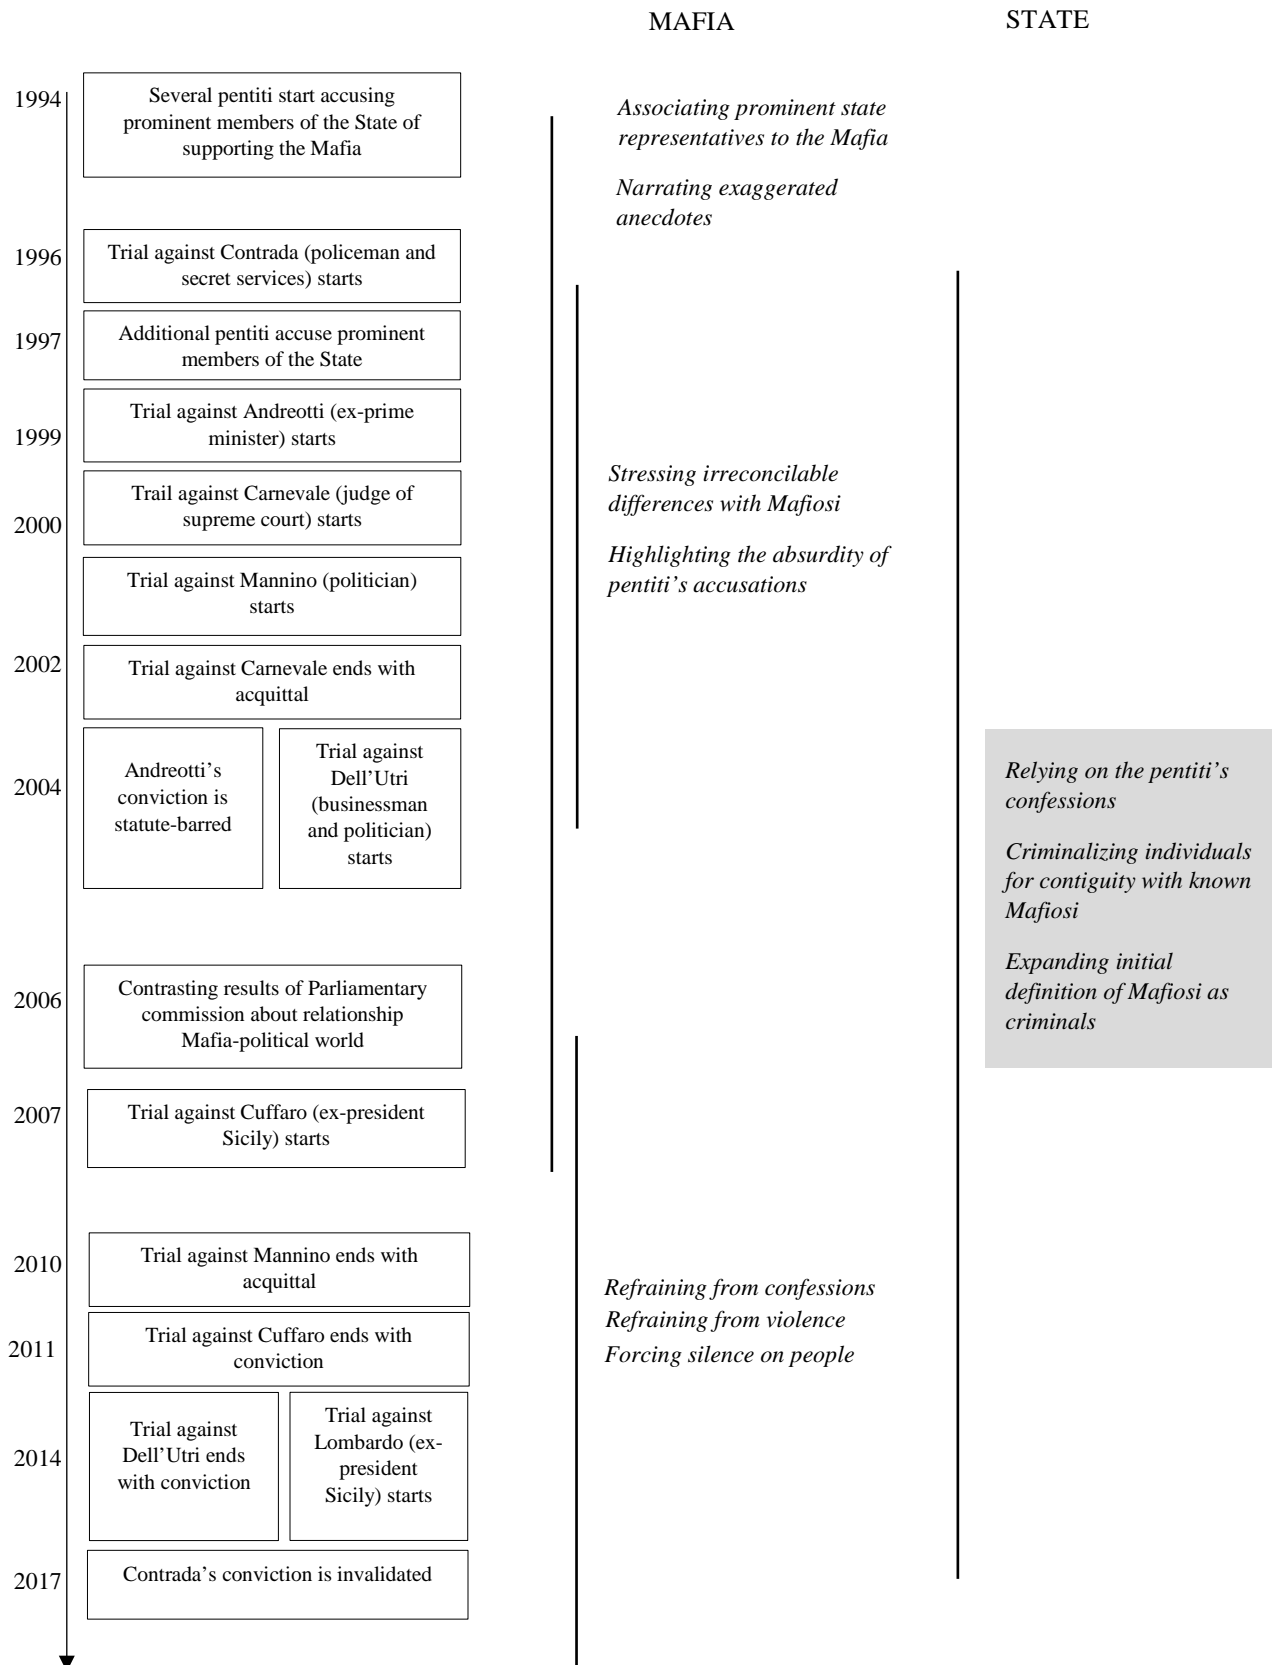 MAFIA
STATE
1994
Several pentiti start accusing
prominent members of the State of
supporting the Mafia
Associating prominent state
representatives to the Mafia
Narrating exaggerated
anecdotes
1996
Trial against Contrada (policeman and
secret services) starts
1997
Additional pentiti accuse prominent
members of the State
1999
Trial against Andreotti (ex-prime
minister) starts
2000
Trail against Carnevale (judge of
supreme court) starts
Stressing irreconcilable
differences with Mafiosi
Highlighting the absurdity of
pentiti's accusations
Trial against Mannino (politician)
starts
2002
Trial against Carnevale ends with
acquittal
2004
Andreotti's
conviction is
statute-barred
Trial against
Dell'Utri
(businessman
and politician)
starts
Relying on the pentiti's
confessions
Criminalizing individuals
for contiguity with known
Mafiosi
Expanding initial
definition of Mafiosi as
criminals
2006
Contrasting results of Parliamentary
commission about relationship
Mafia-political world
2007
Trial against Cuffaro (ex-president
Sicily) starts
2010
Trial against Mannino ends with
acquittal
Refraining from confessions
Refraining from violence
Forcing silence on people
2011
Trial against Cuffaro ends with
conviction
2014
Trial against
Dell'Utri ends
with conviction
Trial against
Lombardo (ex-
president
Sicily) starts
2017
Contrada's conviction is invalidated